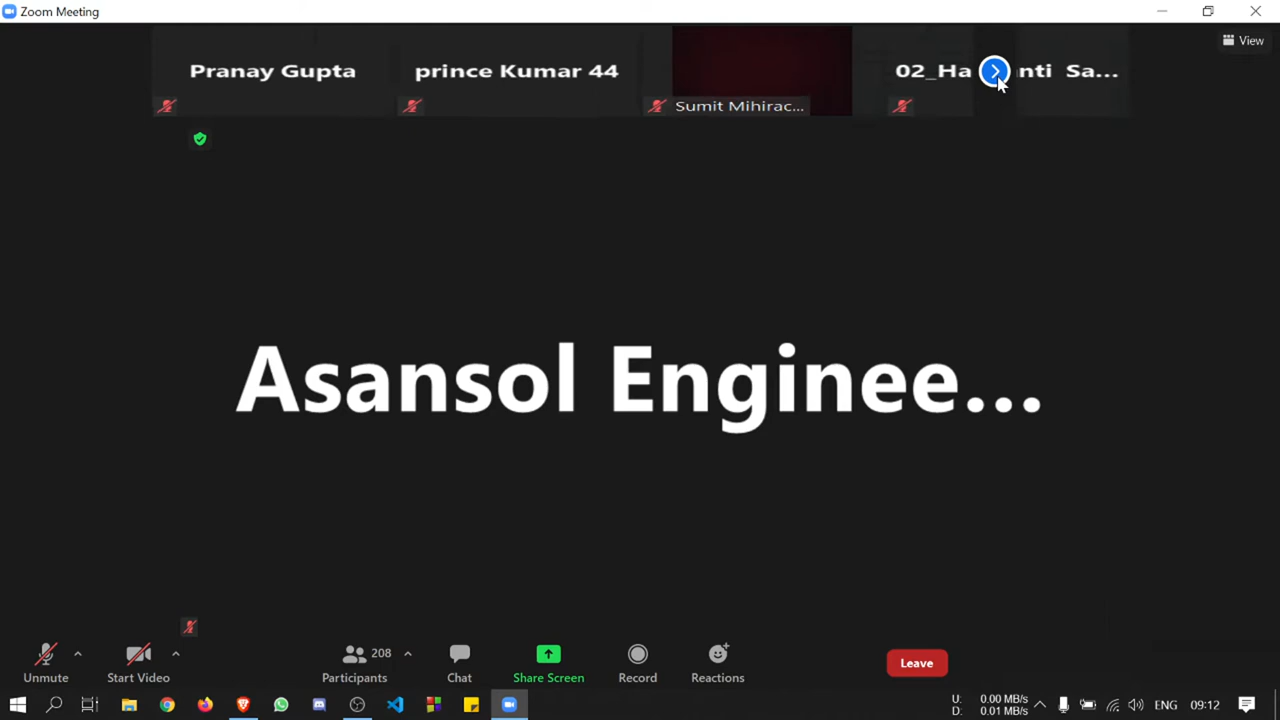 Zoom Meeting
View
Pranay Gupta
prince Kumar 44
Sumit Mihirac...
02_Ha nti Sa...
Asansol Enginee...
Unmute
Start Video
208
Participants
Chat
Share Screen
Record
Reactions
Leave
U: 0.00 MB/s
D: 0.01 MB/s
ENG
09:12